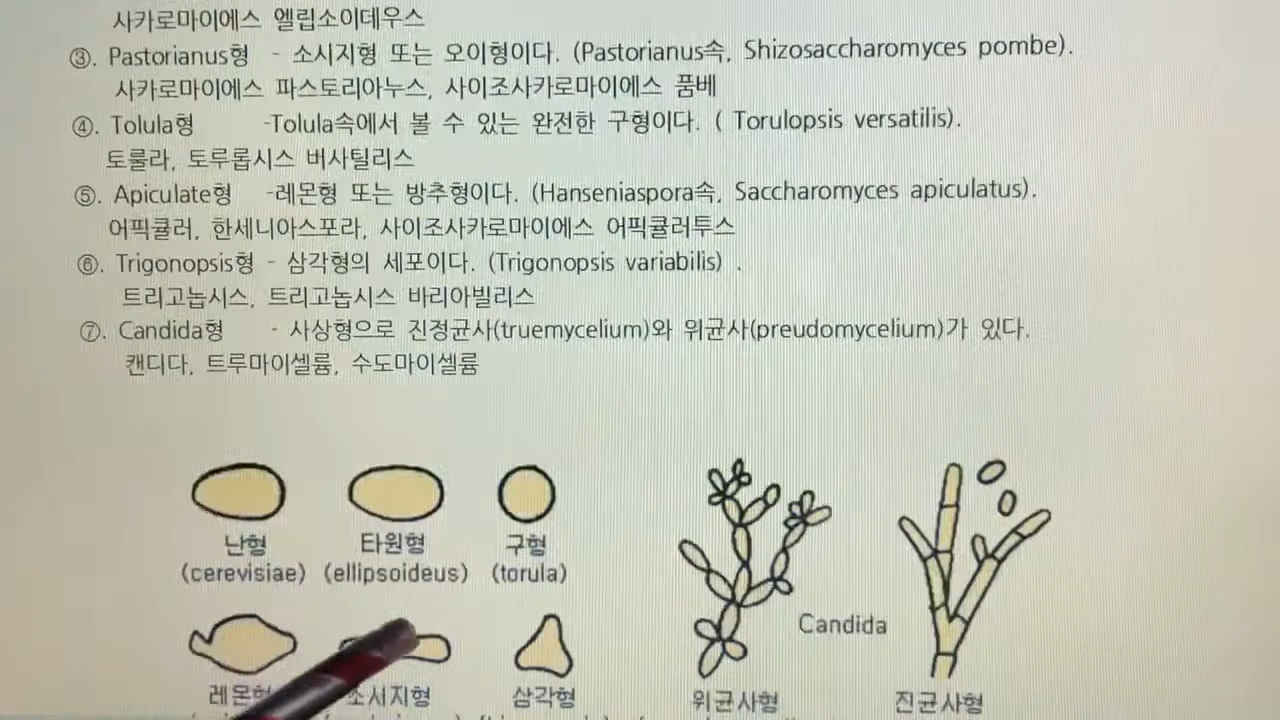 사카로마이에스 엘립소이데우스
③. Pastorianus형 - 소시지형 또는 오이형이다. (Pastorianus속, Shizosaccharomyces pombe).
사카로마이에스 파스토리아누스, 사이조사카로마이에스 품베
④. Tolula형 -Tolula속에서 볼 수 있는 완전한 구형이다. ( Torulopsis versatilis).
토룰라, 토루롭시스 버사틸리스
⑤. Apiculate형 -레몬형 또는 방추형이다. (Hanseniaspora속, Saccharomyces apiculatus).
어픽큘러, 한세니아스포라, 사이조사카로마이에스 어픽큘러투스
⑥. Trigonopsis형 - 삼각형의 세포이다. (Trigonopsis variabilis) .
트리고놉시스, 트리고놉시스 바리아빌리스
⑦. Candida형 - 사상형으로 진정균사(truemycelium)와 위균사(preudomycelium)가 있다.
캔디다, 트루마이셀륨, 수도마이셀륨
난형 타원형 구형
(cerevisiae) (ellipsoideus) (torula)
Candida
레몬형 소시지형 삼각형 위균사형 진균사형